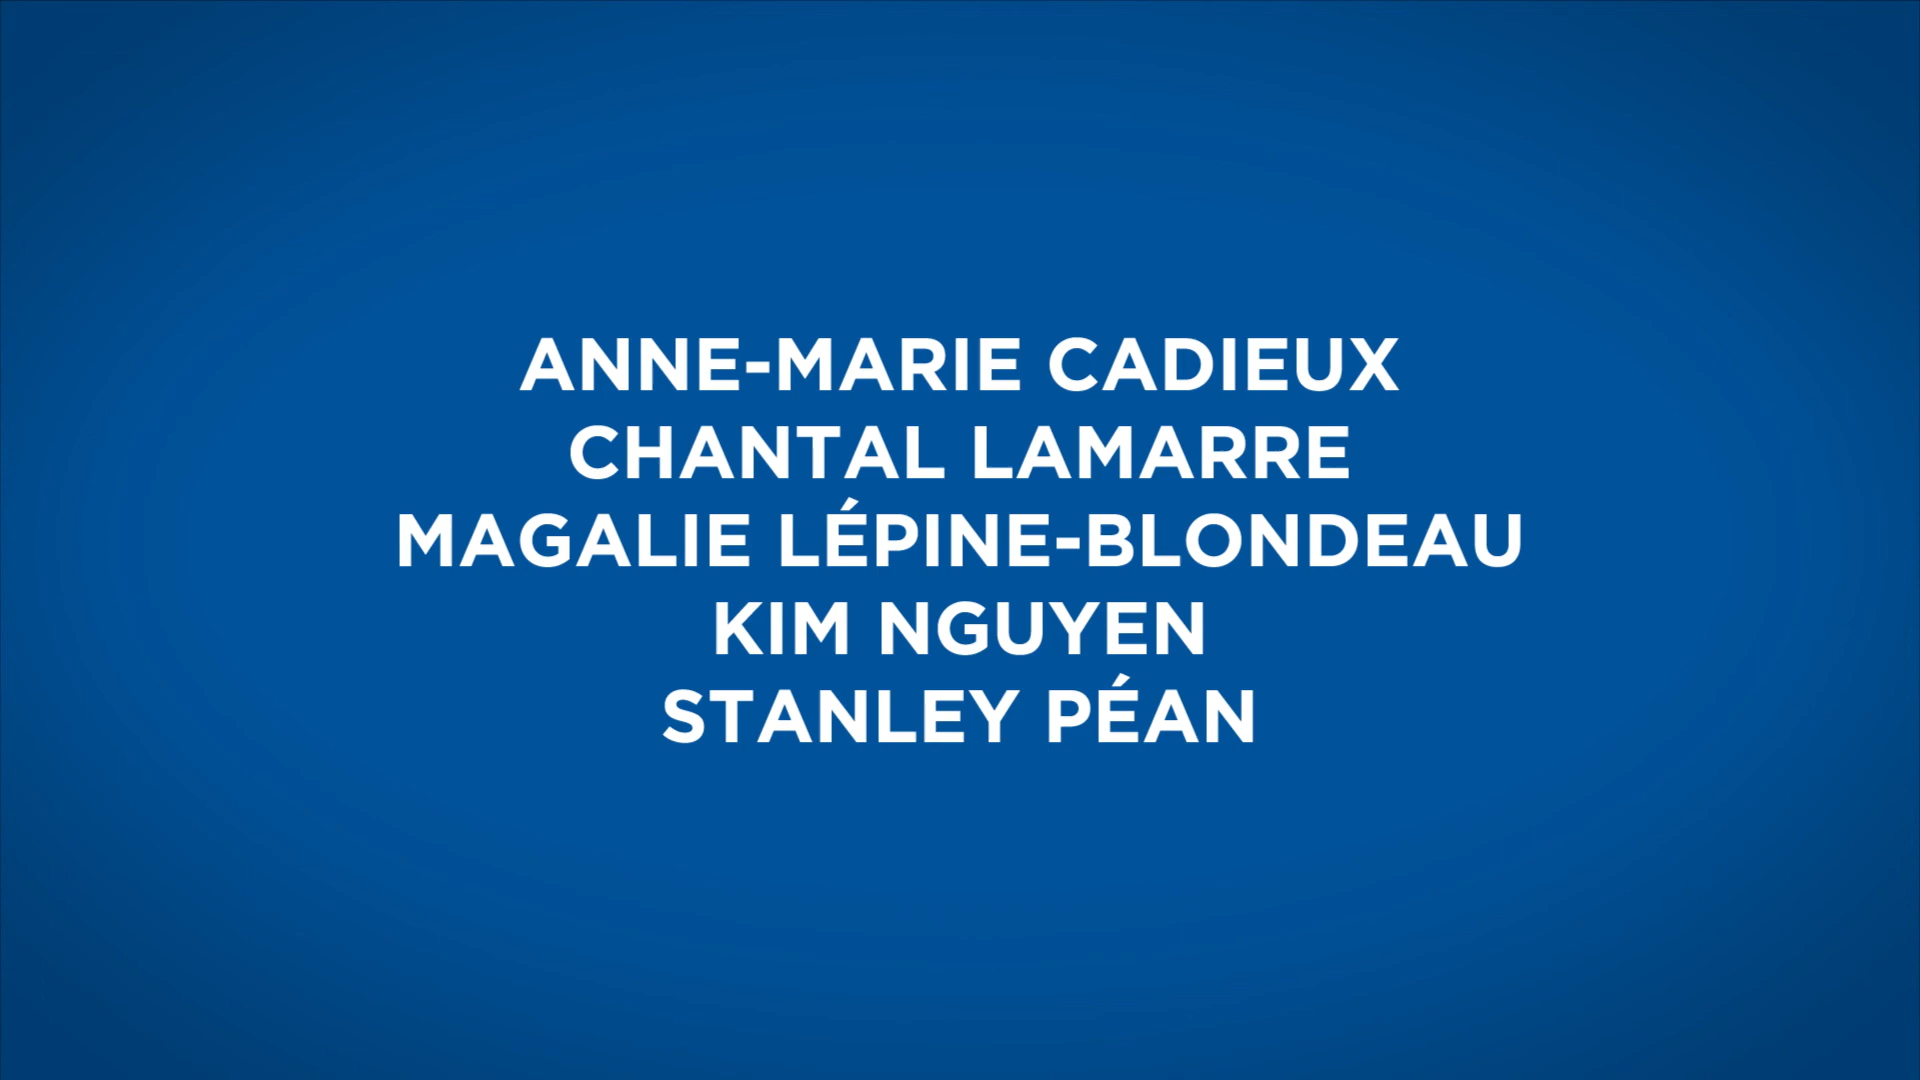 ANNE-MARIE CADIEUX
CHANTAL LAMARRE
MAGALIE LÉPINE-BLONDEAU
KIM NGUYEN
STANLEY PÉAN